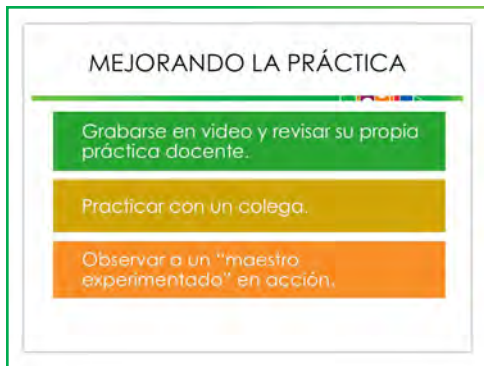 MEJORANDO LA PRÁCTICA
Grabarse en video y revisar su propia
práctica docente.
Practicar con un colega.
Observar a un “maestro
experimentado” en acción.